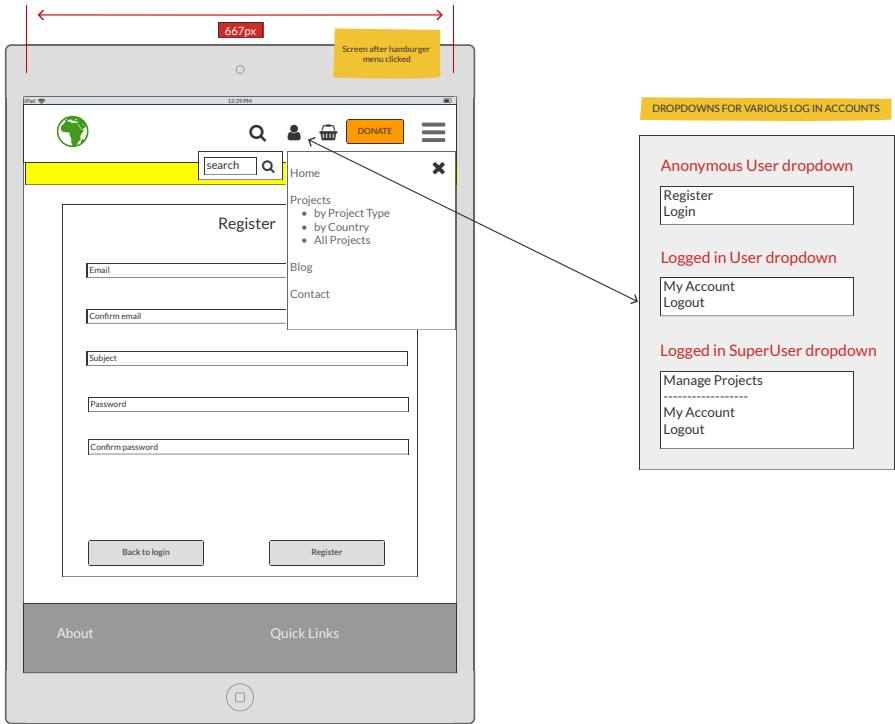 667px
Screen after hamburger
menu clicked
iPad
12:39 PM
DONATE
search
Home
Projects
by Project Type
by Country
All Projects
Blog
Contact
Register
Email
Confirm email
Subject
Password
Confirm password
Back to login
Register
About
Quick Links
DROPDOWNS FOR VARIOUS LOG IN ACCOUNTS
Anonymous User dropdown
Register
Login
Logged in User dropdown
My Account
Logout
Logged in SuperUser dropdown
Manage Projects
------------------
My Account
Logout